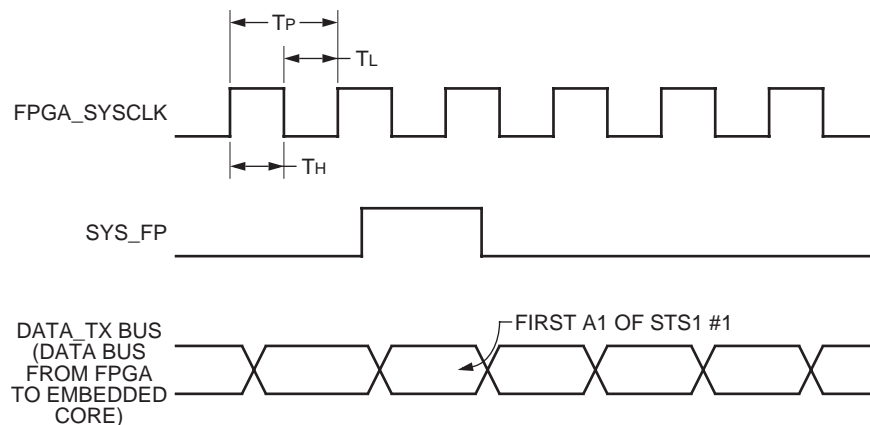 TP
TL
FPGA_SYSCLK
TH
SYS_FP
FIRST A1 OF STS1 #1
DATA_TX BUS
(DATA BUS
FROM FPGA
TO EMBEDDED
CORE)